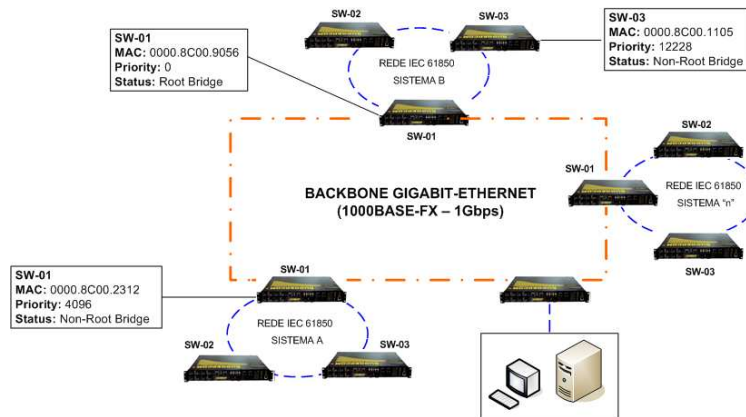 SW-01
MAC: 0000.8C00.9056
Priority: 0
Status: Root Bridge
SW-02
SW-03
REDE IEC 61850
SISTEMA B
SW-01
SW-03
MAC: 0000.8C00.1105
Priority: 12228
Status: Non-Root Bridge
SW-02
SW-01
REDE IEC 61850
SISTEMA "n"
SW-03
BACKBONE GIGABIT-ETHERNET
(1000BASE-FX – 1Gbps)
SW-01
MAC: 0000.8C00.2312
Priority: 4096
Status: Non-Root Bridge
SW-01
REDE IEC 61850
SISTEMA A
SW-02
SW-03